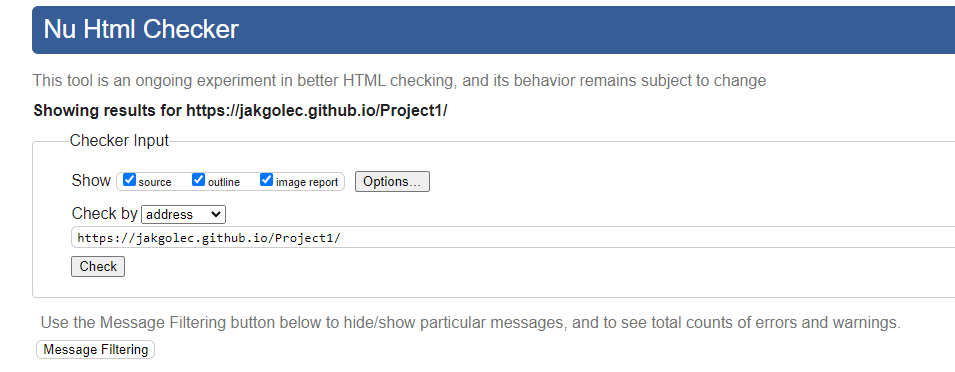 Nu Html Checker
This tool is an ongoing experiment in better HTML checking, and its behavior remains subject to change
Showing results for https://jakgolec.github.io/Project1/
Checker Input
Show source outline image report Options...
Check by address
https://jakgolec.github.io/Project1/
Check
Use the Message Filtering button below to hide/show particular messages, and to see total counts of errors and warnings.
Message Filtering